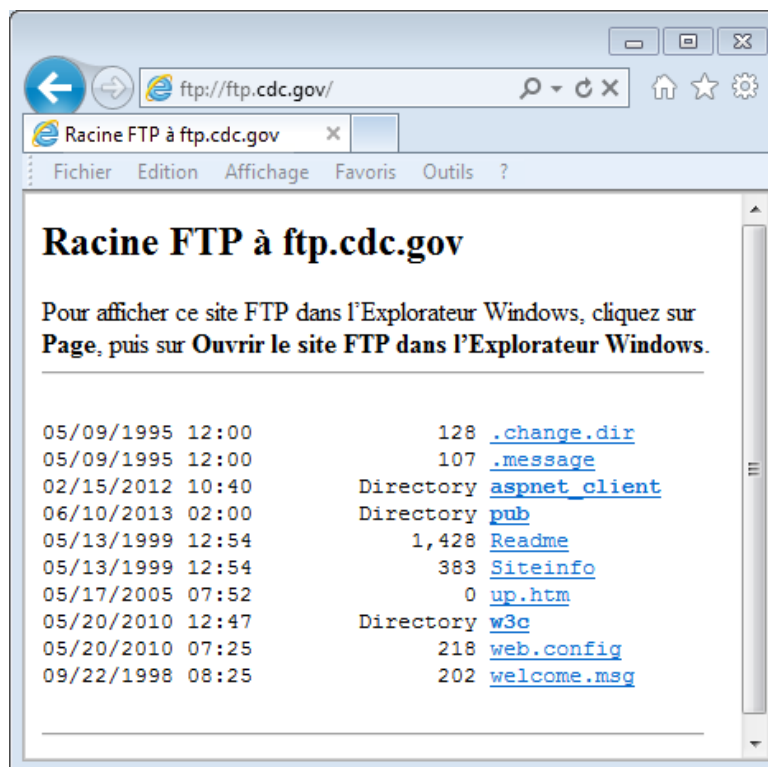 ftp://ftp.cdc.gov/
Racine FTP à ftp.cdc.gov
Fichier Edition Affichage Favoris Outils ?
Racine FTP à ftp.cdc.gov
Pour afficher ce site FTP dans l'Explorateur Windows, cliquez sur
Page, puis sur Ouvrir le site FTP dans l'Explorateur Windows.
05/09/1995 12:00 128 .change.dir
05/09/1995 12:00 107 .message
02/15/2012 10:40 Directory aspnet_client
06/10/2013 02:00 Directory pub
05/13/1999 12:54 1,428 Readme
05/13/1999 12:54 383 Siteinfo
05/17/2005 07:52 0 up.htm
05/20/2010 12:47 Directory w3c
05/20/2010 07:25 218 web.config
09/22/1998 08:25 202 welcome.msg